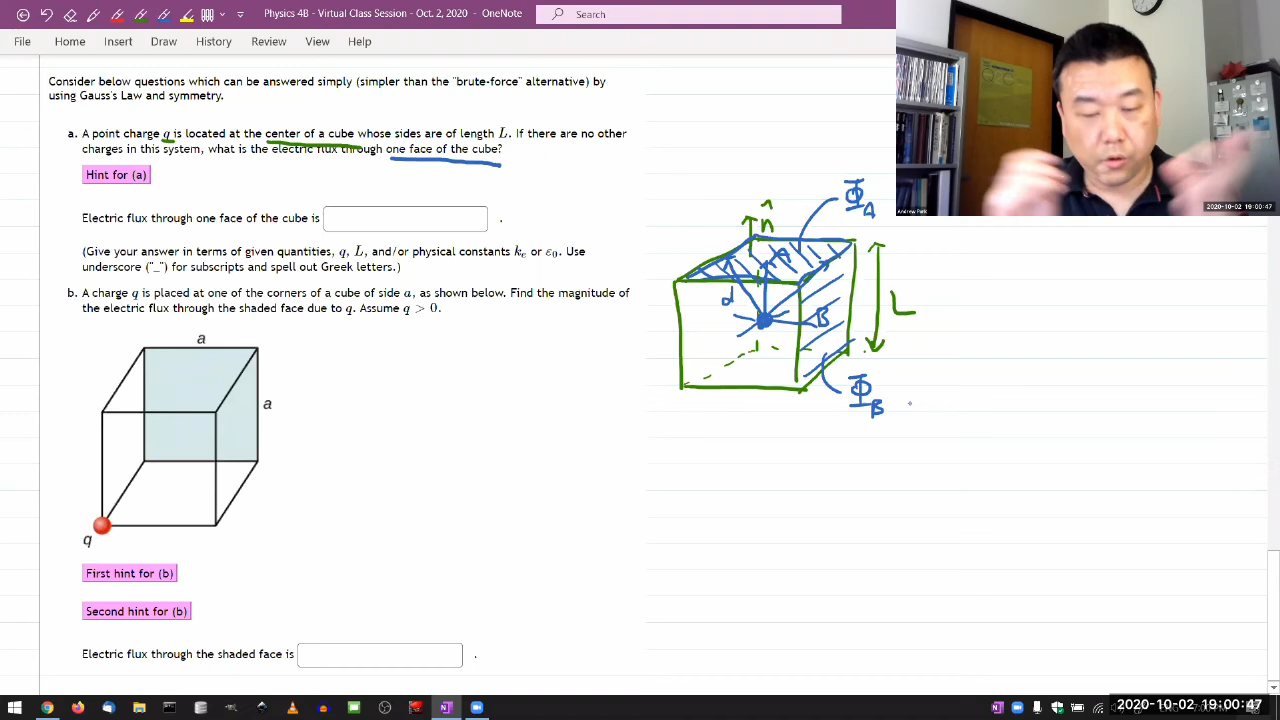 Physics 4B - Virtual Class Session - Oct. 2, 2020 - OneNote
Search
File Home Insert Draw History Review View Help
Consider below questions which can be answered simply (simpler than the "brute-force" alternative) by
using Gauss's Law and symmetry.
a. A point charge q is located at the center of a cube whose sides are of length L. If there are no other
charges in this system, what is the electric flux through one face of the cube?
Hint for (a)
Electric flux through one face of the cube is .
(Give your answer in terms of given quantities, q, L, and/or physical constants k_e or ε_0. Use
underscore ("_") for subscripts and spell out Greek letters.)
b. A charge q is placed at one of the corners of a cube of side a, as shown below. Find the magnitude of
the electric flux through the shaded face due to q. Assume q > 0.
a
a
q
First hint for (b)
Second hint for (b)
Electric flux through the shaded face is .
Φ_A
n̂
A
d
B
L
Φ_B
Andrew Park
2020-10-02 19:00:47
2020-10-02 19:00:47